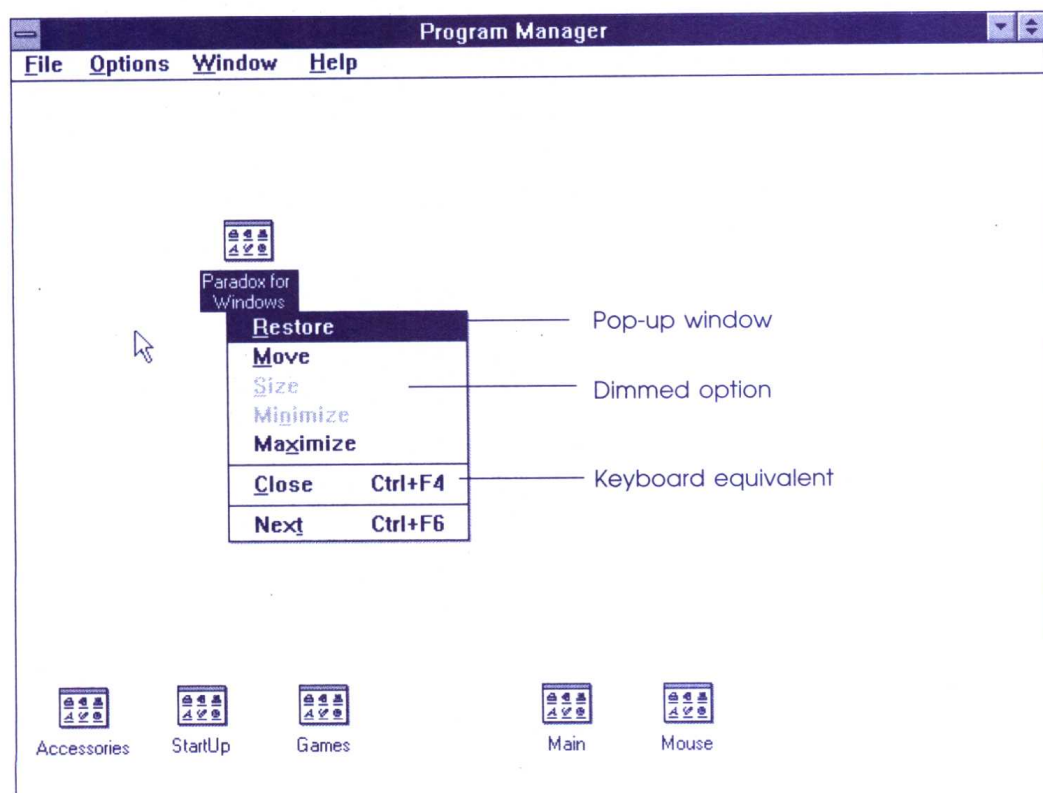 Program Manager
File Options Window Help
Paradox for
Windows
Restore
Pop-up window
Move
Size
Dimmed option
Minimize
Maximize
Close Ctrl+F4
Keyboard equivalent
Next Ctrl+F6
Accessories
StartUp
Games
Main
Mouse